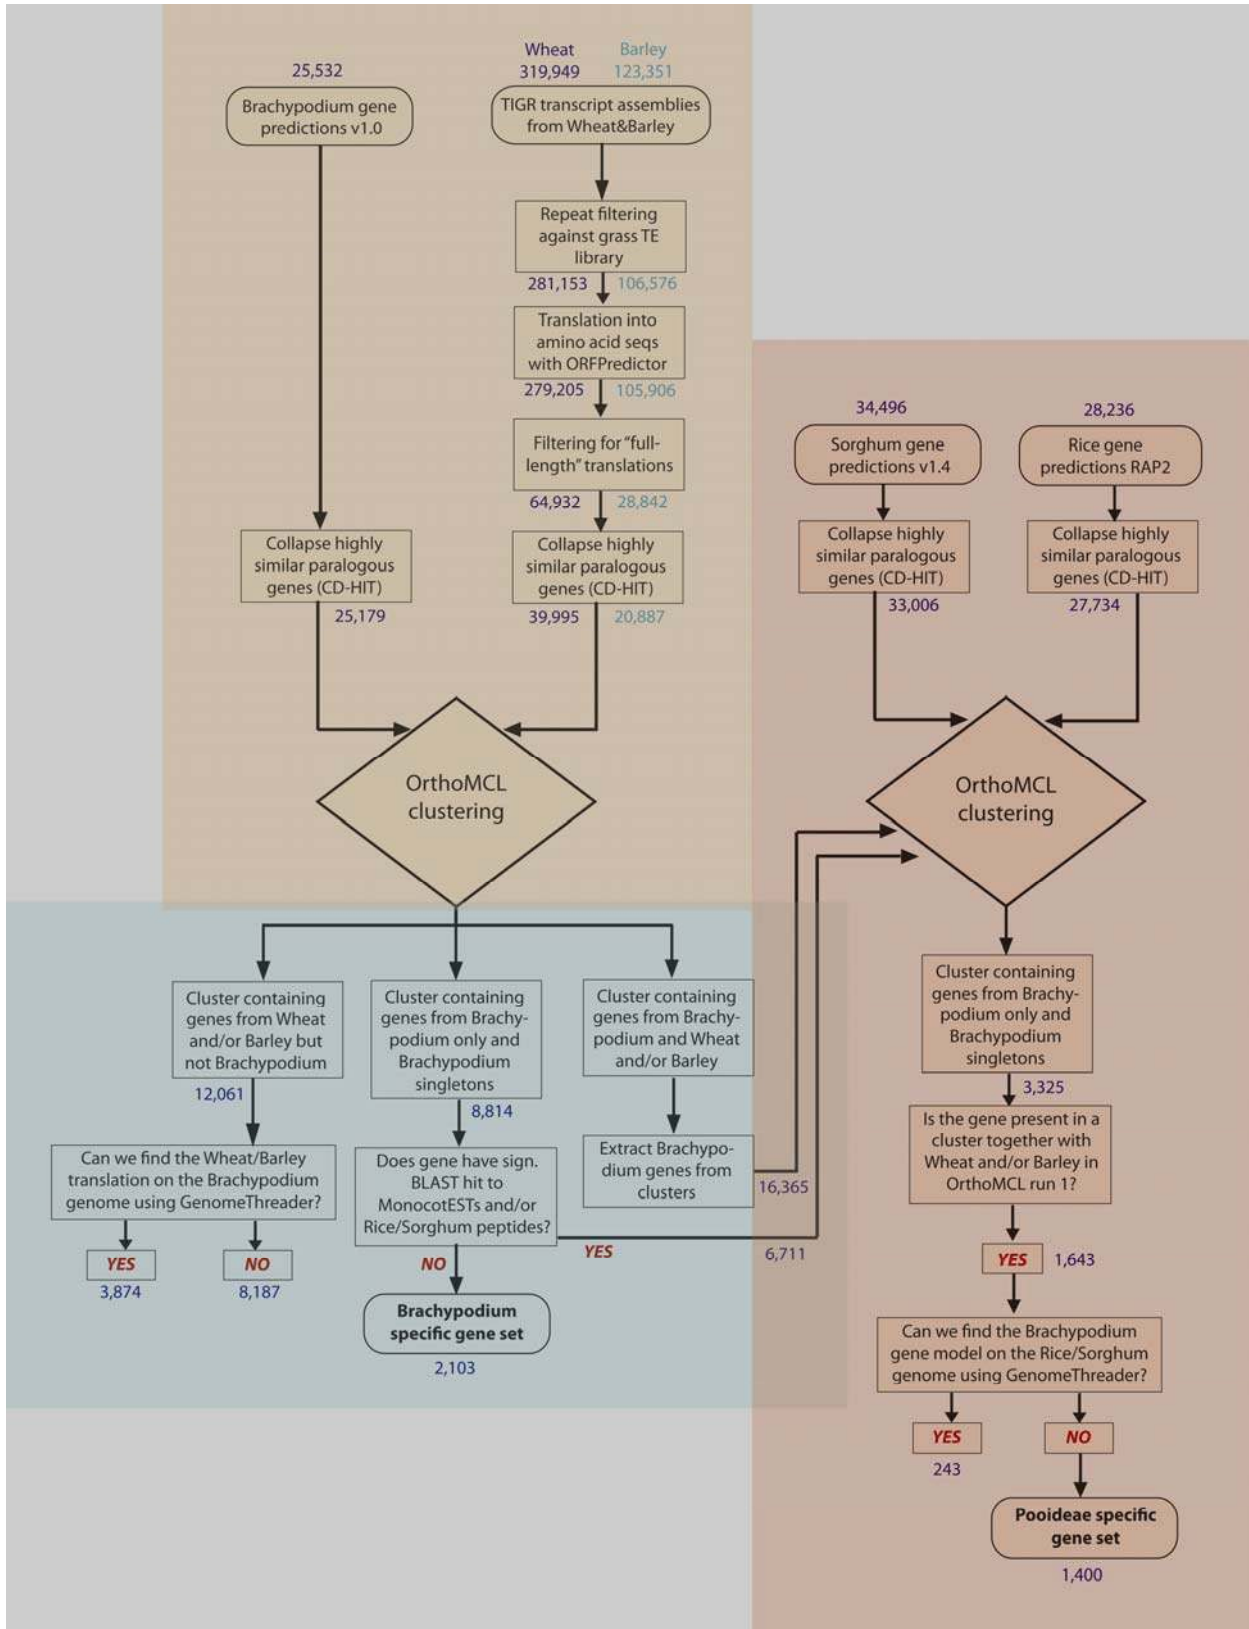 Wheat
Barley
25,532
319,949
123,351
Brachypodium gene
predictions v1.0
TIGR transcript assemblies
from Wheat&Barley
Repeat filtering
against grass TE
library
281,153
106,576
Translation into
amino acid seqs
with ORFPredictor
279,205
105,906
Filtering for “full-
length” translations
64,932
28,842
Collapse highly
similar paralogous
genes (CD-HIT)
25,179
Collapse highly
similar paralogous
genes (CD-HIT)
39,995
20,887
34,496
28,236
Sorghum gene
predictions v1.4
Rice gene
predictions RAP2
Collapse highly
similar paralogous
genes (CD-HIT)
33,006
Collapse highly
similar paralogous
genes (CD-HIT)
27,734
OrthoMCL
clustering
OrthoMCL
clustering
Cluster containing
genes from Wheat
and/or Barley but
not Brachypodium
12,061
Cluster containing
genes from Brachy-
podium only and
Brachypodium
singletons
8,814
Cluster containing
genes from Brachy-
podium and Wheat
and/or Barley
Can we find the Wheat/Barley
translation on the Brachypodium
genome using GenomeThreader?
YES
NO
3,874
8,187
Does gene have sign.
BLAST hit to
MonocotESTs and/or
Rice/Sorghum peptides?
NO
YES
Extract Brachypo-
dium genes from
clusters
16,365
6,711
Brachypodium
specific gene set
2,103
Cluster containing
genes from Brachy-
podium only and
Brachypodium
singletons
3,325
Is the gene present in a
cluster together with
Wheat and/or Barley in
OrthoMCL run 1?
YES
1,643
Can we find the Brachypodium
gene model on the Rice/Sorghum
genome using GenomeThreader?
YES
NO
243
Pooideae specific
gene set
1,400